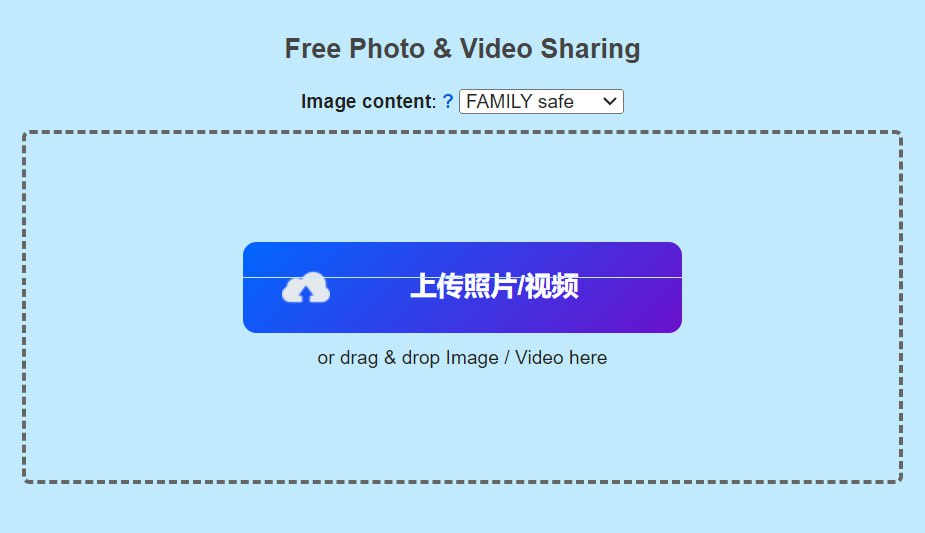 Free Photo & Video Sharing
Image content: ? FAMILY safe
上传照片/视频
or drag & drop Image / Video here